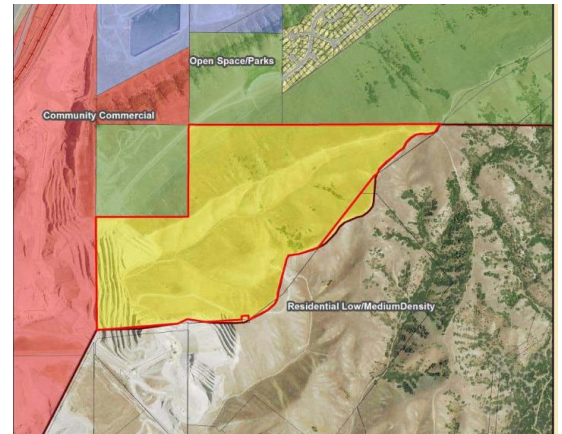 Open Space/Parks
Community Commercial
Residential Low/MediumDensity